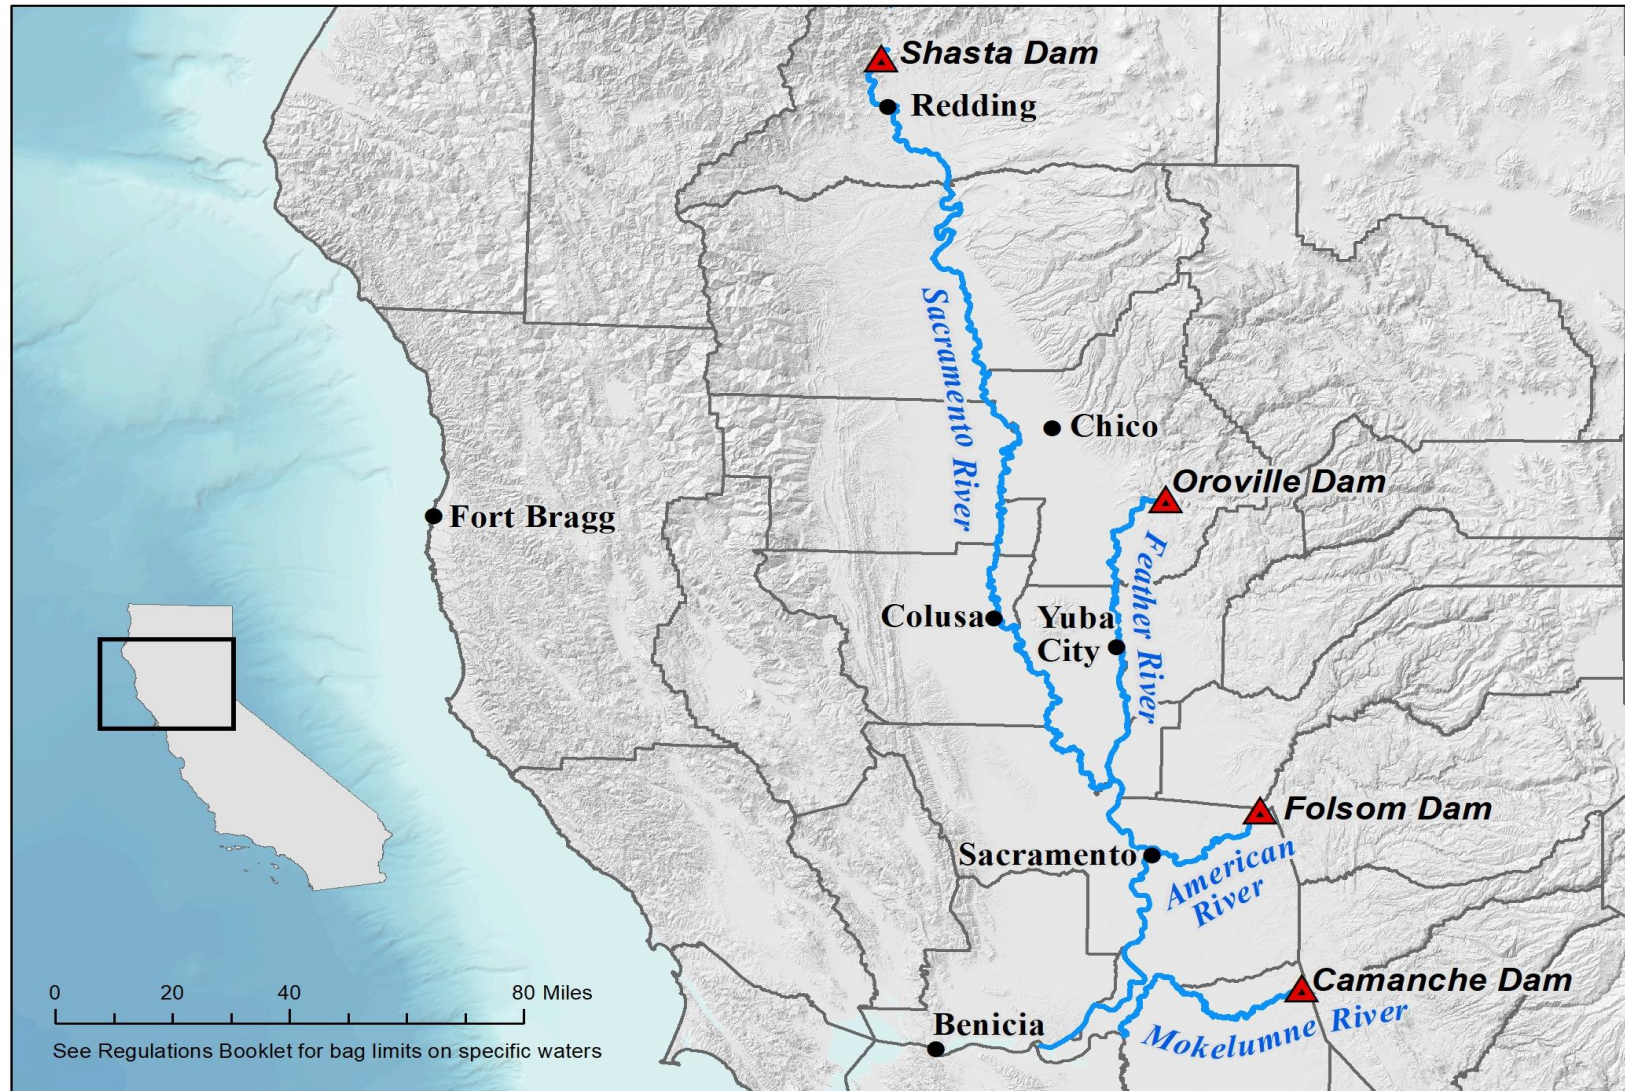 Shasta Dam
Redding
Sacramento River
Chico
Oroville Dam
Fort Bragg
Feather River
Colusa
Yuba
City
Folsom Dam
Sacramento
American
River
Camanche Dam
0 20 40 80 Miles
Benicia
Mokelumne River
See Regulations Booklet for bag limits on specific waters